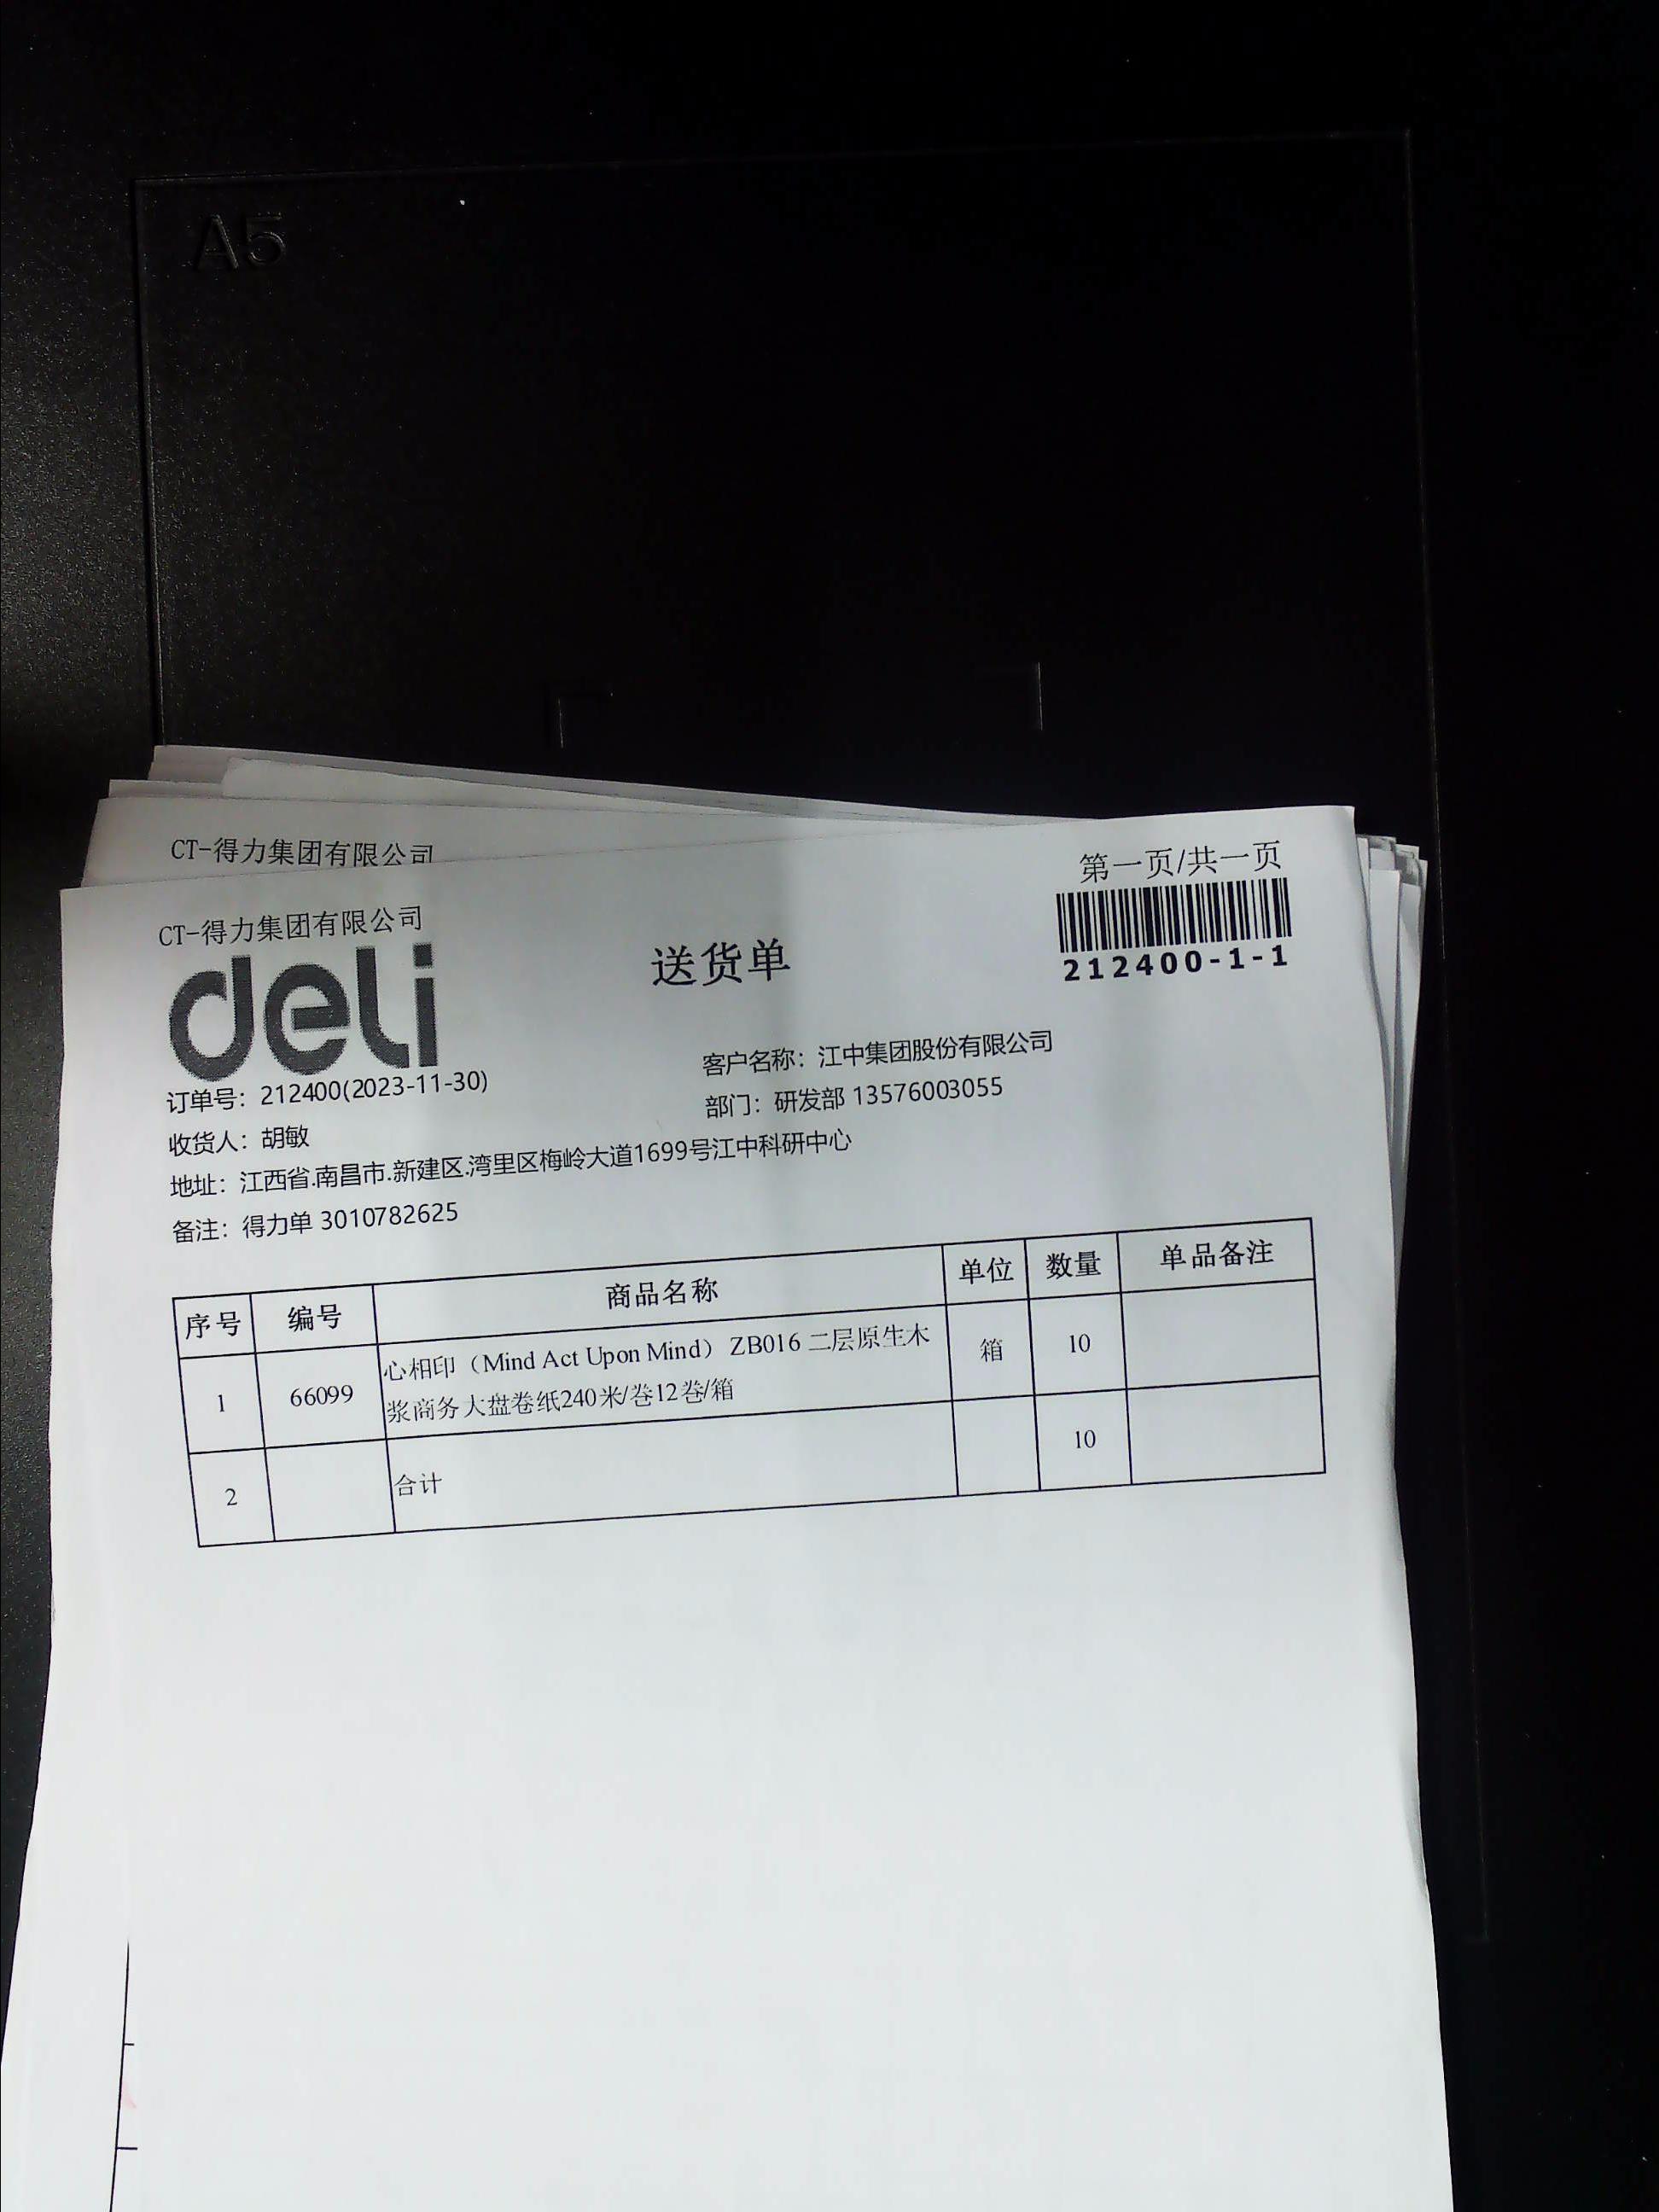 A5
CT-得力集团有限公司
第一页/共一页
CT-得力集团有限公司
deli
送货单
212400-1-1
订单号：212400(2023-11-30)
客户名称：江中集团股份有限公司
收货人：胡敏
部门：研发部 13576003055
地址：江西省.南昌市.新建区.湾里区梅岭大道1699号江中科研中心
备注：得力单 3010782625
序号 编号 商品名称 单位 数量 单品备注
1 66099 心相印（Mind Act Upon Mind）ZB016 二层原生木 箱 10
浆商务大盘卷纸240米/卷12卷/箱
2 合计 10